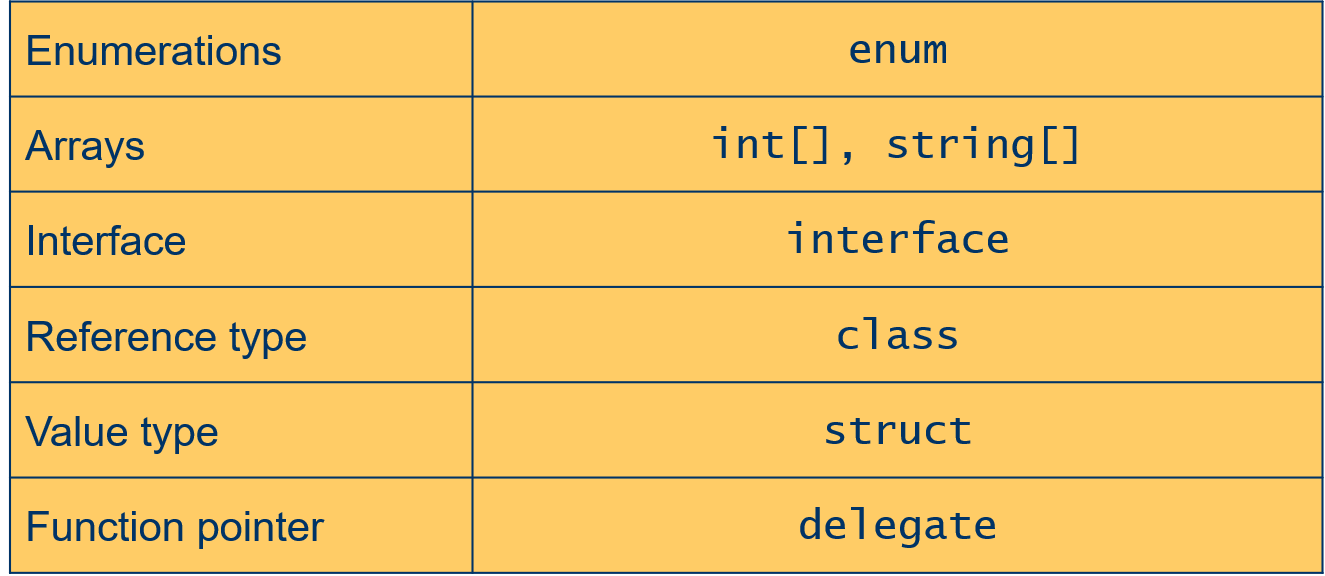 Enumerations enum
Arrays int[], string[]
Interface interface
Reference type class
Value type struct
Function pointer delegate